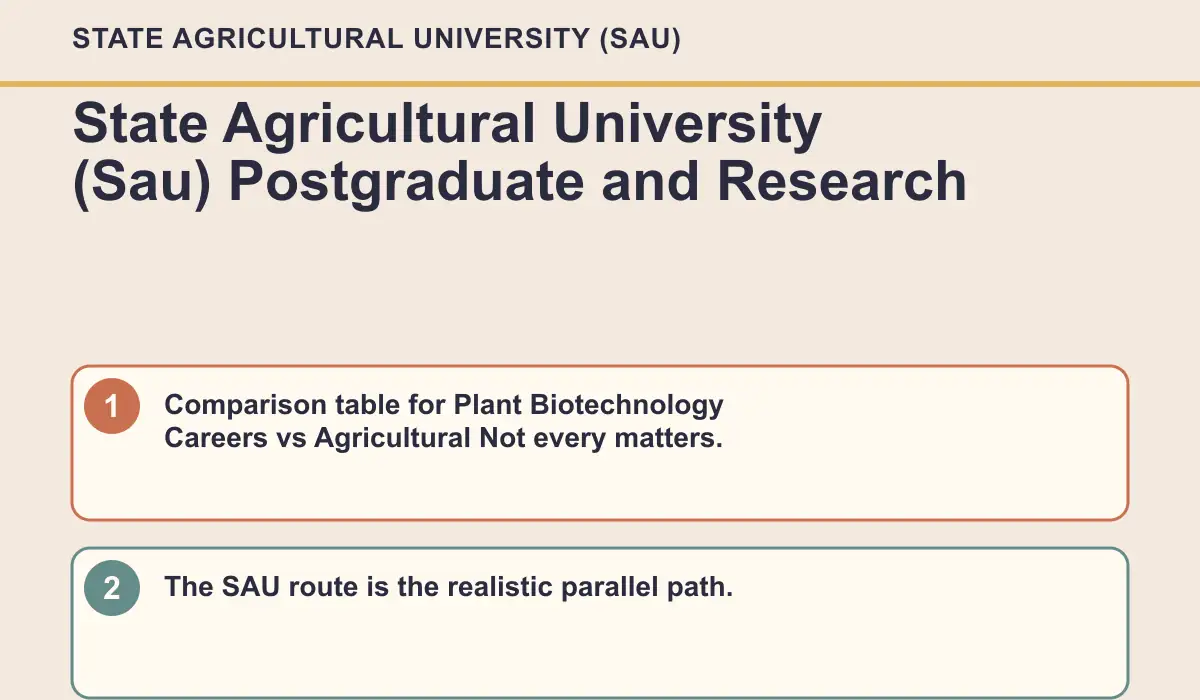 STATE AGRICULTURAL UNIVERSITY (SAU)
State Agricultural University
(Sau) Postgraduate and Research
1
Comparison table for Plant Biotechnology
Careers vs Agricultural Not every matters.
2
The SAU route is the realistic parallel path.